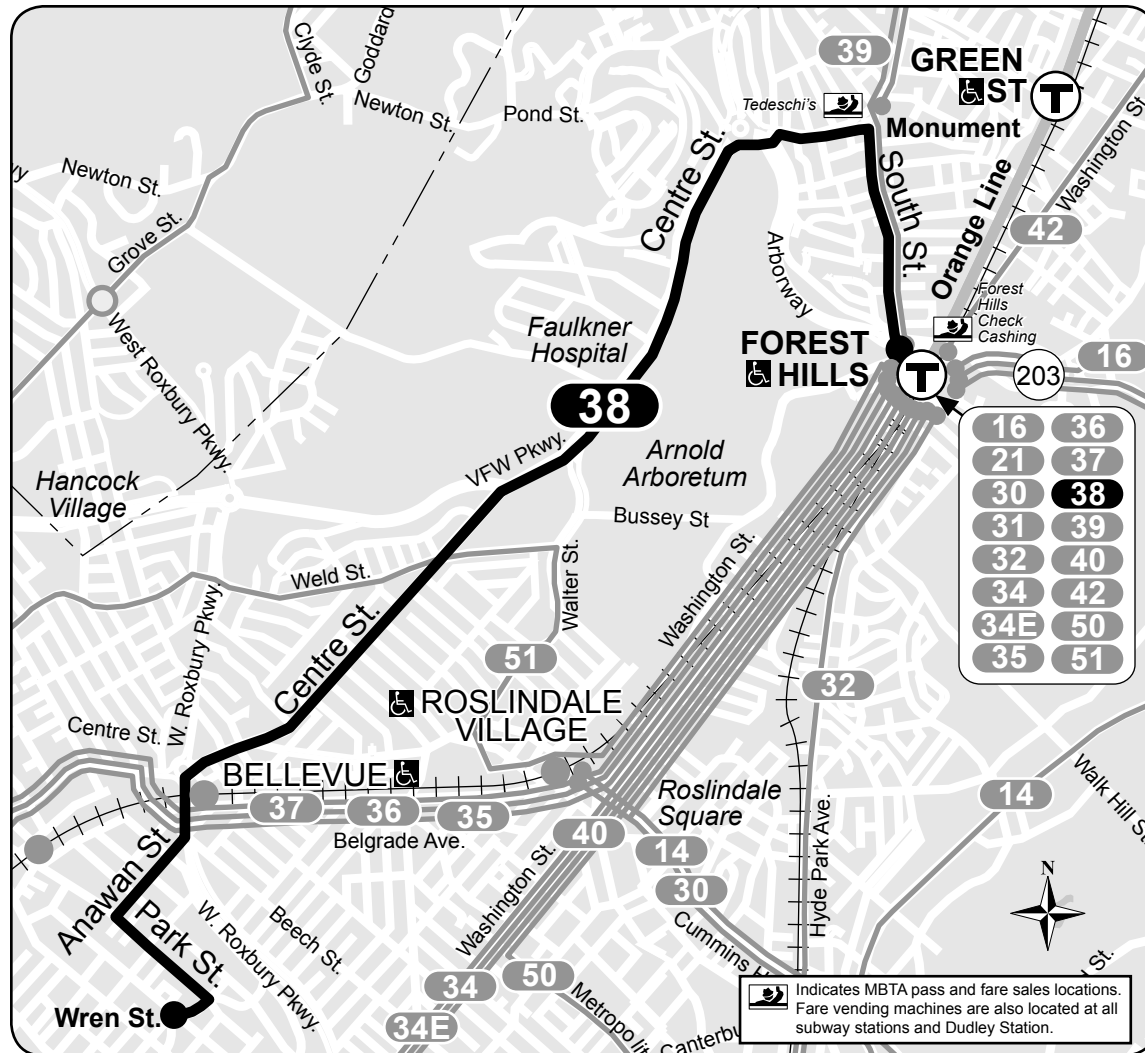 Clyde St.
Goddard
39
GREEN
ST
T
Newton St.
Pond St.
Tedeschi's
Monument
Washington St.
Newton St.
Centre St.
South St.
Orange Line
42
Grove St.
Arborway
Forest
Hills
Check
Cashing
West Roxbury Pkwy.
Faulkner
Hospital
FOREST
HILLS
T
203
16
38
16 36
21 37
30 38
31 39
32 40
34 42
34E 50
35 51
VFW Pkwy.
Arnold
Arboretum
Hancock
Village
Bussey St
Weld St.
Walter St.
Washington St.
W. Roxbury Pkwy.
Centre St.
51
32
ROSLINDALE
VILLAGE
Centre St.
BELLEVUE
Roslindale
Square
14
Walk Hill St
37
36
35
Belgrade Ave.
40
14
30
Hyde Park Ave.
Anawan St
Park St.
W. Roxbury Pkwy.
Beech St.
Washington St.
Cummins H
N
34
50
Metropolit
34E
Wren St.
Canterbu
St.
Indicates MBTA pass and fare sales locations.
Fare vending machines are also located at all
subway stations and Dudley Station.